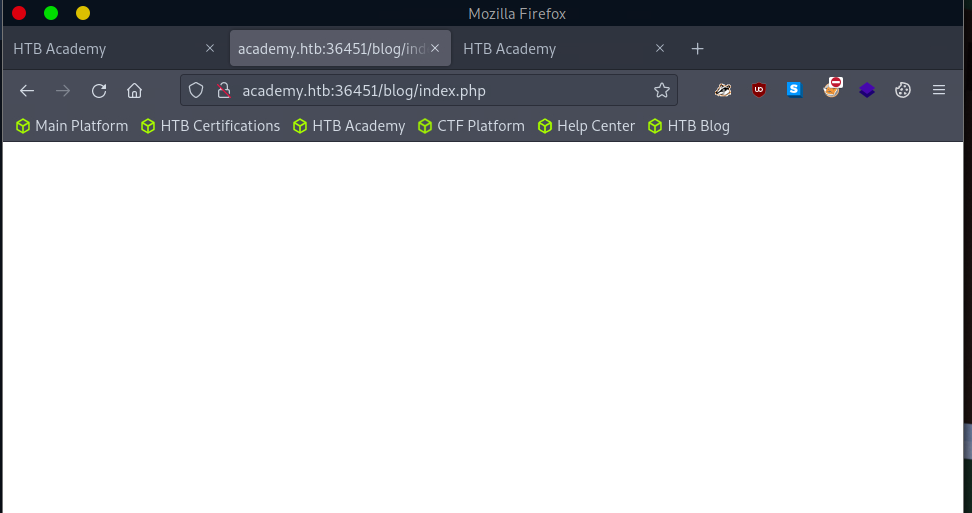 Mozilla Firefox
HTB Academy academy.htb:36451/blog/ind HTB Academy
academy.htb:36451/blog/index.php
Main Platform HTB Certifications HTB Academy CTF Platform Help Center HTB Blog